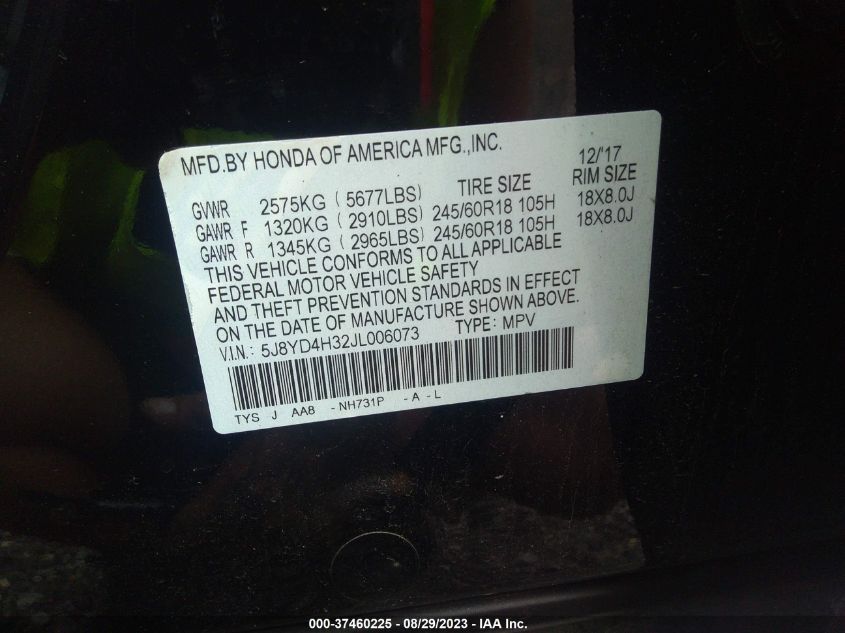 MFD.BY HONDA OF AMERICA MFG.,INC. 12/'17
TIRE SIZE RIM SIZE
GVWR 2575KG ( 5677LBS)
GAWR F 1320KG ( 2910LBS) 245/60R18 105H 18X8.0J
GAWR R 1345KG ( 2965LBS) 245/60R18 105H 18X8.0J
THIS VEHICLE CONFORMS TO ALL APPLICABLE
FEDERAL MOTOR VEHICLE SAFETY
AND THEFT PREVENTION STANDARDS IN EFFECT
ON THE DATE OF MANUFACTURE SHOWN ABOVE.
V.I.N.: 5J8YD4H32JL006073 TYPE: MPV
TYS J AA8 - NH731P - A - L
000-37460225 - 08/29/2023 - IAA Inc.